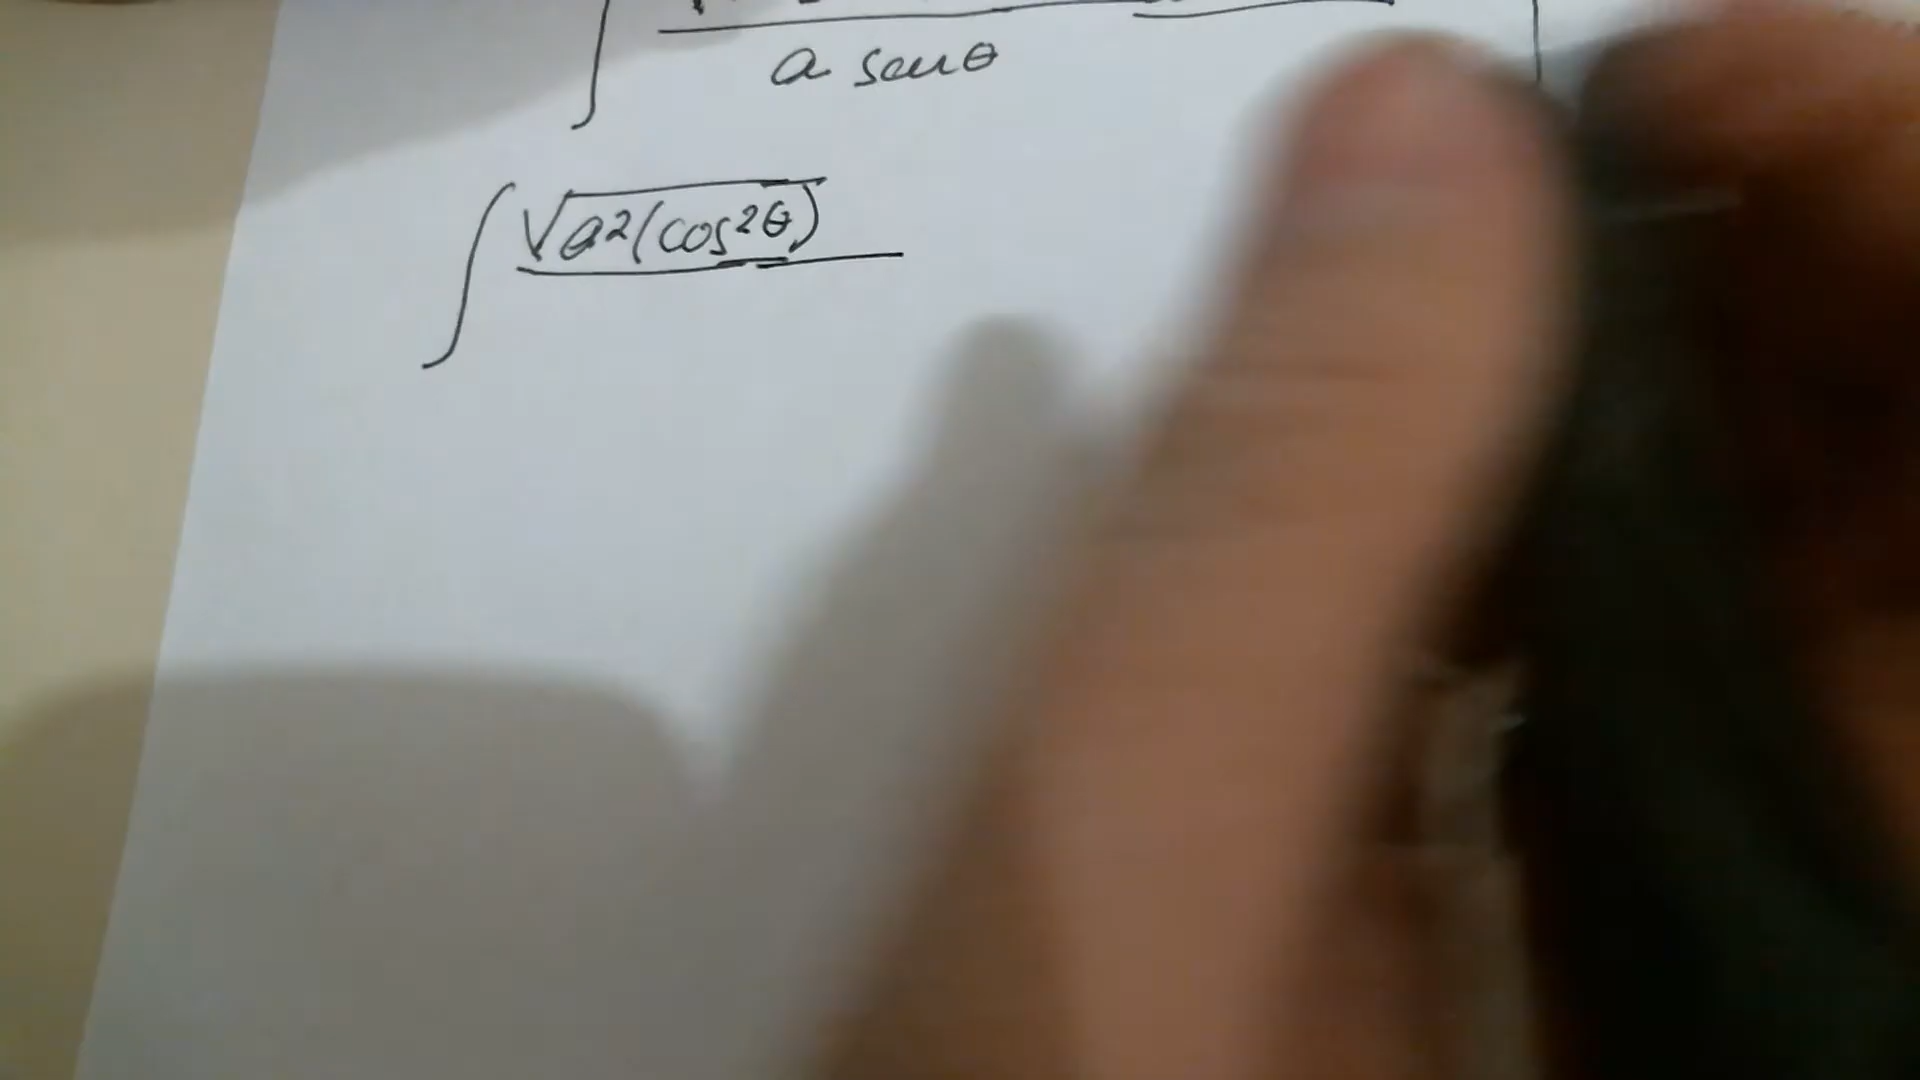 ∫ a senθ
∫ √a²(cos²θ)